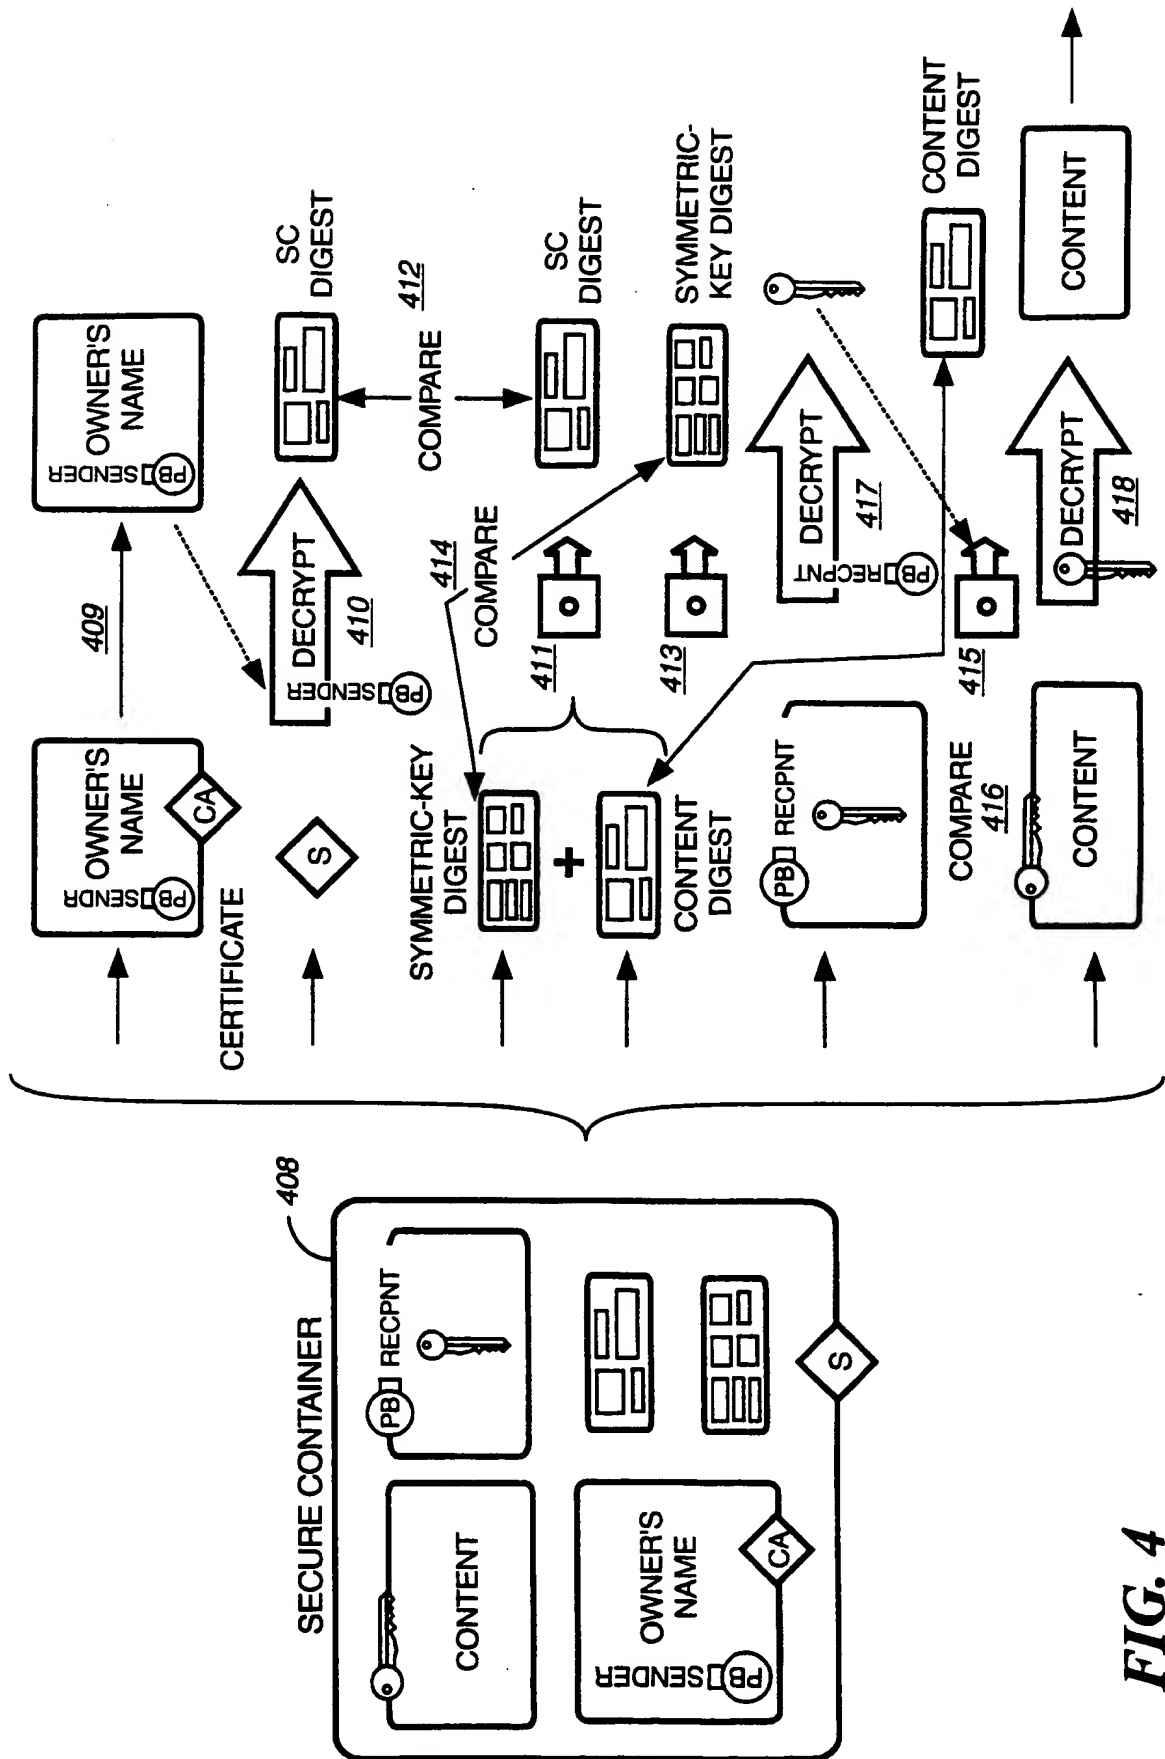 SECURE CONTAINER
408
CONTENT
PB
RECPNT
OWNER'S
NAME
PB
SENDER
CA
S
OWNER'S
NAME
PB
SENDR
CA
CERTIFICATE
409
OWNER'S
NAME
PB
SENDER
S
DECRYPT
410
PB
SENDER
SC
DIGEST
COMPARE
412
SYMMETRIC-KEY
DIGEST
414
COMPARE
411
SC
DIGEST
+
413
SYMMETRIC-
KEY DIGEST
CONTENT
DIGEST
PB
RECPNT
DECRYPT
417
PB
RECPNT
COMPARE
416
415
CONTENT
DIGEST
CONTENT
DECRYPT
418
CONTENT
FIG. 4